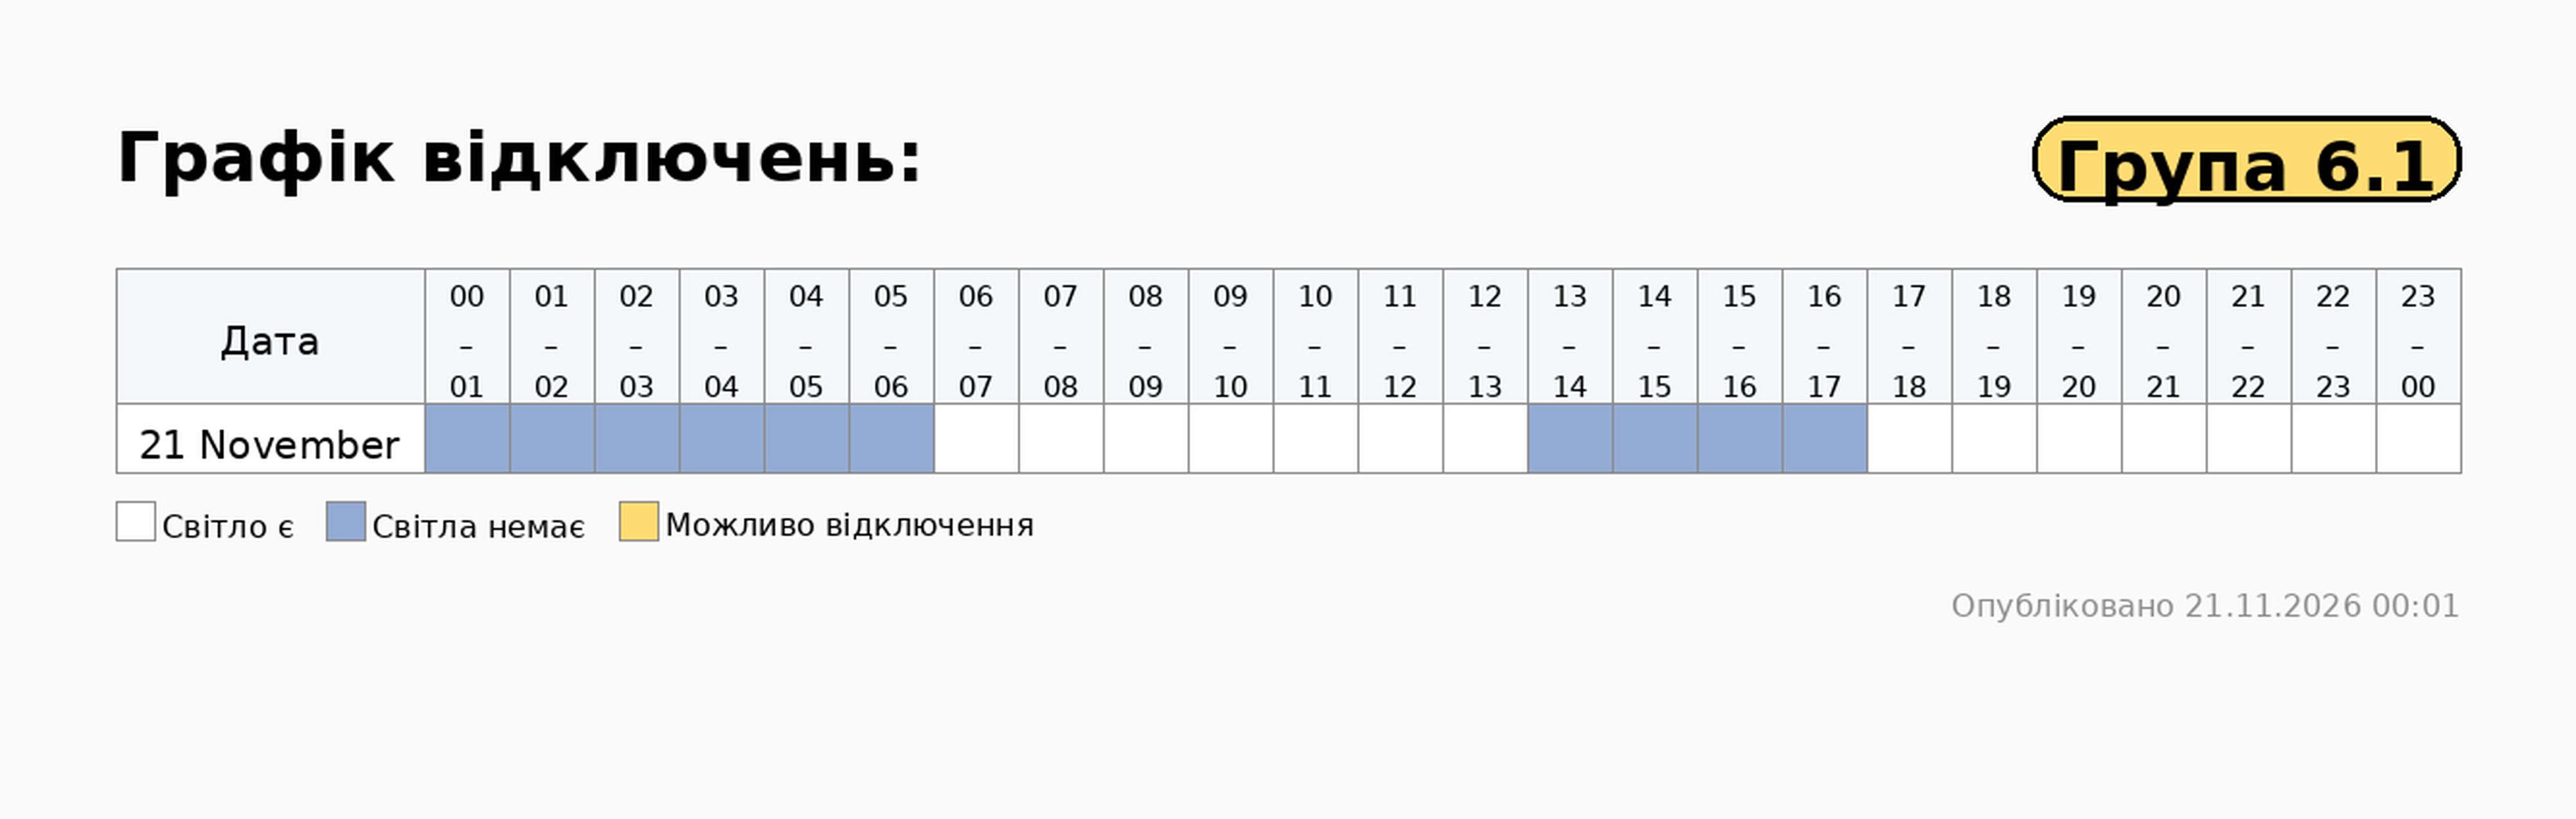 Графік відключень:
Група 6.1
Дата
00 – 01
01 – 02
02 – 03
03 – 04
04 – 05
05 – 06
06 – 07
07 – 08
08 – 09
09 – 10
10 – 11
11 – 12
12 – 13
13 – 14
14 – 15
15 – 16
16 – 17
17 – 18
18 – 19
19 – 20
20 – 21
21 – 22
22 – 23
23 – 00
21 November
Світло є
Світла немає
Можливо відключення
Опубліковано 21.11.2026 00:01